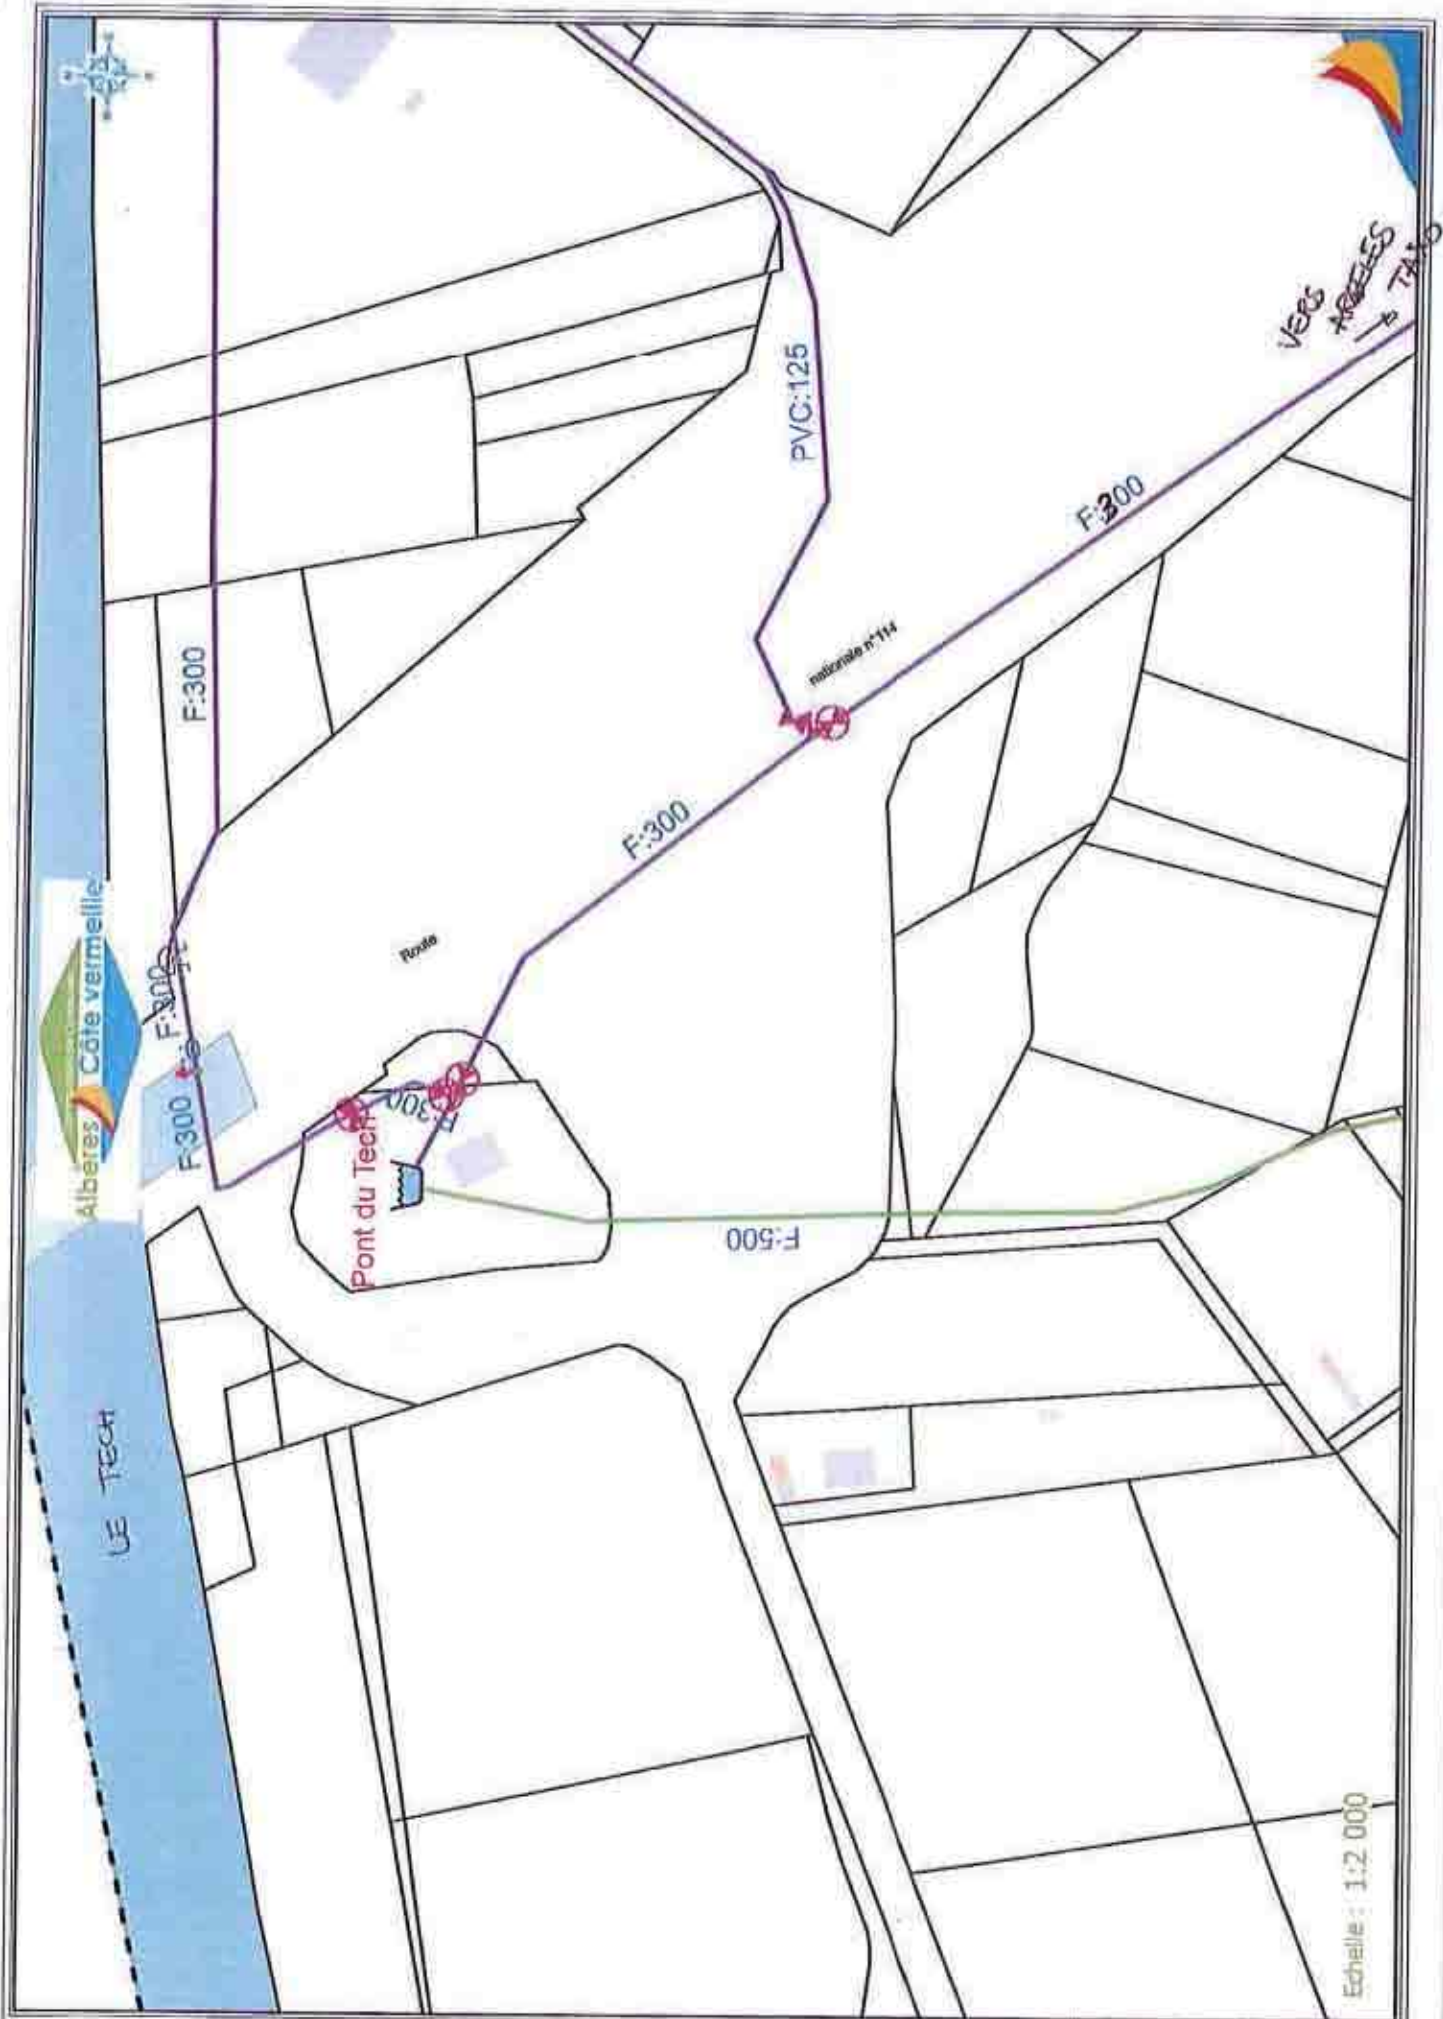 Albères Côte vermeille
LE TECH
F:300
F:300
F:300
Pont du Tech
F:300
Route
F:300
nationale n°114
PVC:125
F:300
F:500
VERS
ARGELES
Echelle : 1:2 000